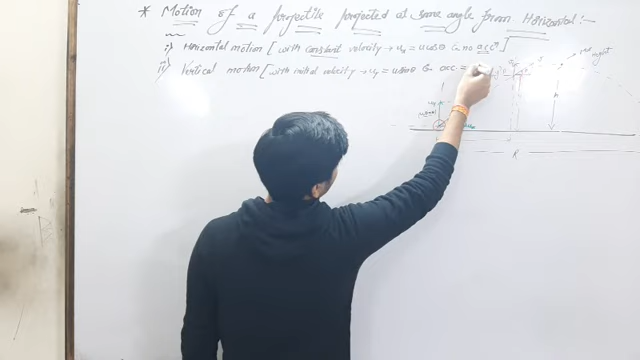 * Motion of a projectile projected at some angle from Horizontal:-
i) Horizontal motion [with constant velocity → ux = u cosθ & no accn]
ii) Vertical motion [with initial velocity → uy = u sinθ & acc. =
h
R